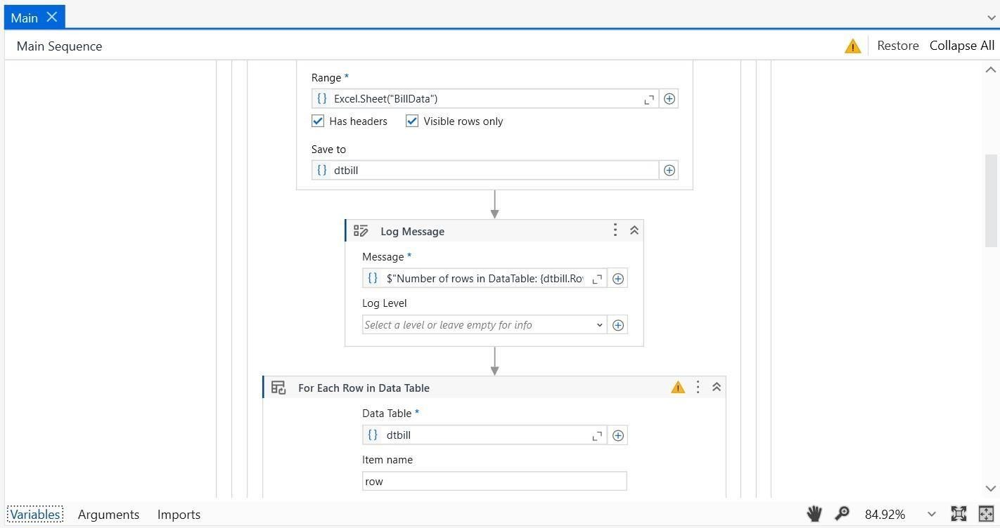 Main
Main Sequence Restore Collapse All
Range *
{} Excel.Sheet("BillData")
Has headers Visible rows only
Save to
{} dtbill
Log Message
Message *
{} $"Number of rows in DataTable: {dtbill.Ro
Log Level
Select a level or leave empty for info
For Each Row in Data Table
Data Table *
{} dtbill
Item name
row
Variables Arguments Imports 84.92%